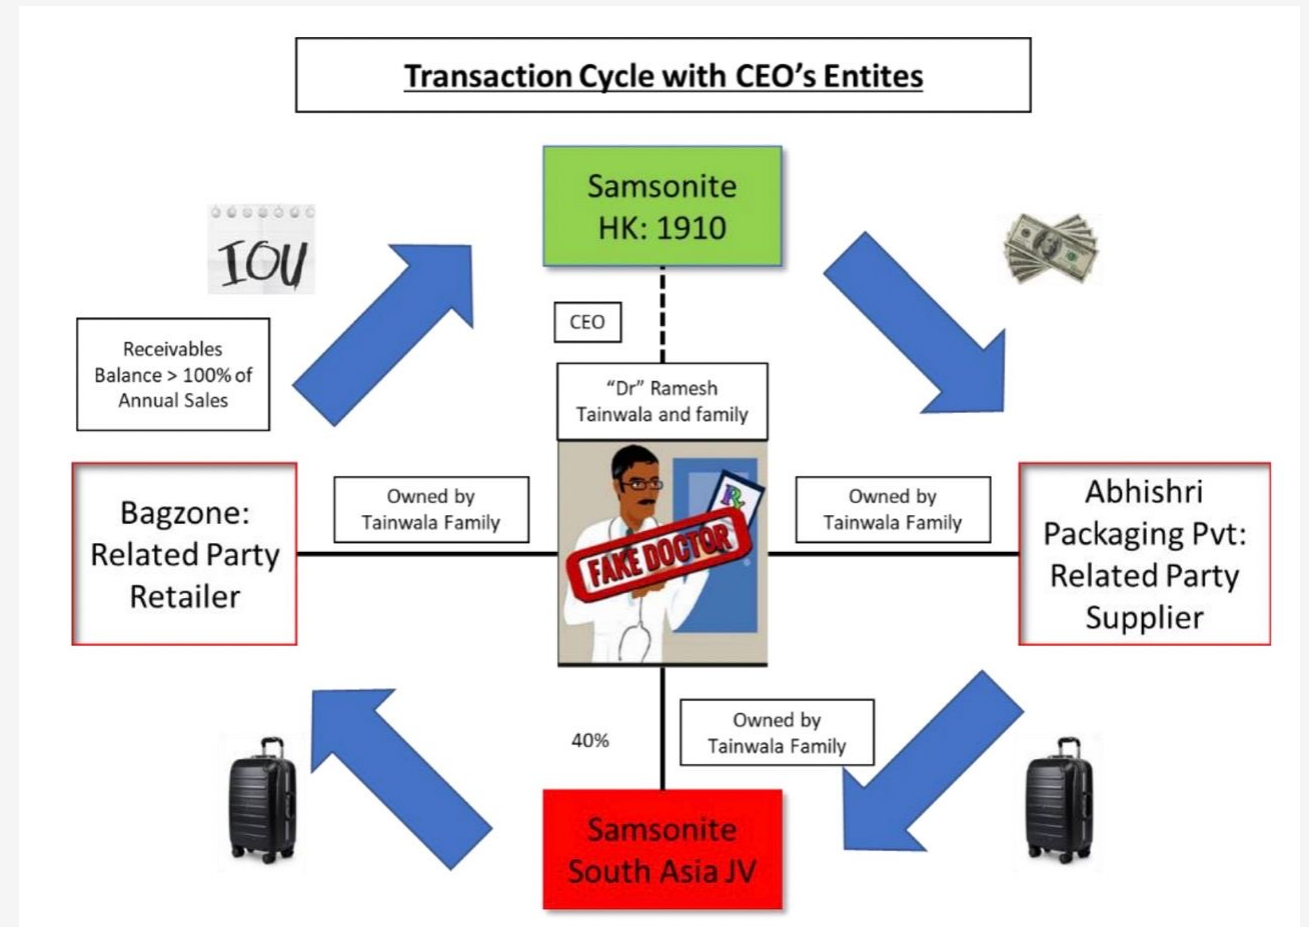 Transaction Cycle with CEO’s Entites
Samsonite
HK: 1910
IOU
CEO
Receivables
Balance > 100% of
Annual Sales
“Dr” Ramesh
Tainwala and family
Bagzone:
Related Party
Retailer
Owned by
Tainwala Family
FAKE DOCTOR
Rx
Owned by
Tainwala Family
Abhishri
Packaging Pvt:
Related Party
Supplier
40%
Owned by
Tainwala Family
Samsonite
South Asia JV